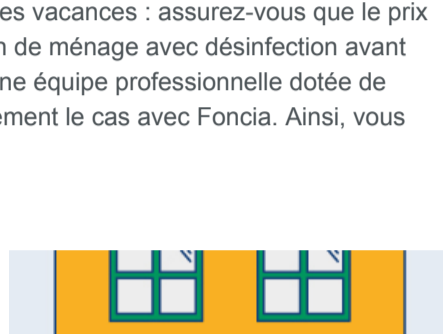 es vacances : assurez-vous que le prix
de ménage avec désinfection avant
ne équipe professionnelle dotée de
ement le cas avec Foncia. Ainsi, vous